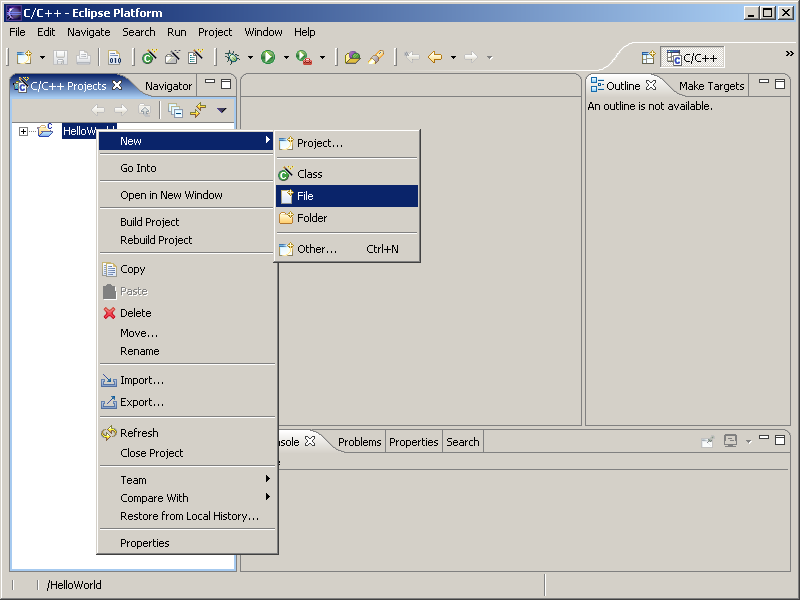 C/C++ - Eclipse Platform
File Edit Navigate Search Run Project Window Help
010
C/C++
»
C/C++ Projects
Navigator
Outline
Make Targets
An outline is not available.
HelloWorld
New
Go Into
Open in New Window
Build Project
Rebuild Project
Copy
Paste
Delete
Move...
Rename
Import...
Export...
Refresh
Close Project
Team
Compare With
Restore from Local History...
Properties
Project...
Class
File
Folder
Other... Ctrl+N
Problems
Properties
Search
/HelloWorld